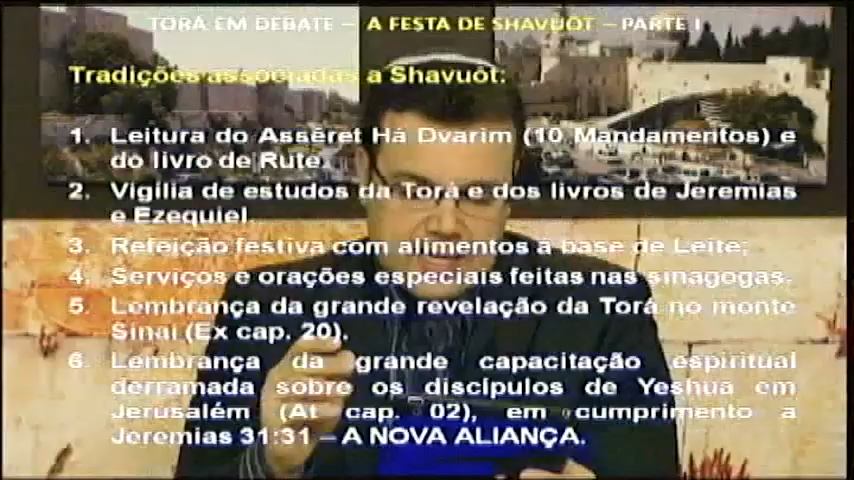 TORÁ EM DEBATE – A FESTA DE SHAVUÓT – PARTE I
Tradições associadas a Shavuót:
1. Leitura do Assêret Há Dvarim (10 Mandamentos) e
do livro de Rute.
2. Vigília de estudos da Torá e dos livros de Jeremias
e Ezequiel.
3. Refeição festiva com alimentos à base de Leite;
4. Serviços e orações especiais feitas nas sinagogas.
5. Lembrança da grande revelação da Torá no monte
Sinai (Ex cap. 20).
6. Lembrança da grande capacitação espiritual
derramada sobre os discípulos de Yeshua em
Jerusalém (At cap. 02), em cumprimento a
Jeremias 31:31 – A NOVA ALIANÇA.